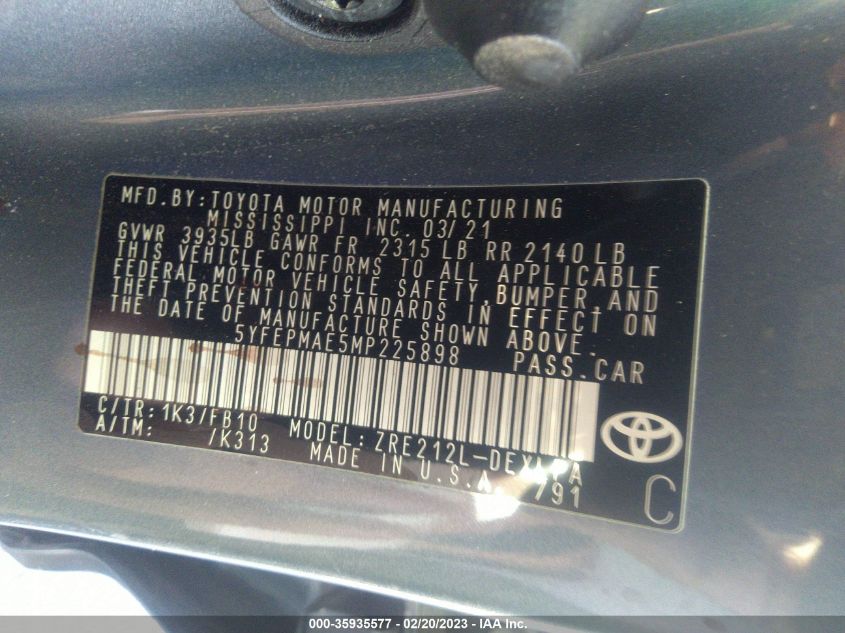 MFD.BY:TOYOTA MOTOR MANUFACTURING
MISSISSIPPI INC. 03/21
GVWR 3935LB GAWR FR 2315 LB RR 2140 LB
THIS VEHICLE CONFORMS TO ALL APPLICABLE
FEDERAL MOTOR VEHICLE SAFETY, BUMPER, AND
THEFT PREVENTION STANDARDS IN EFFECT ON
THE DATE OF MANUFACTURE SHOWN ABOVE.
5YFEPMAE5MP225898 PASS.CAR
C/TR: 1K3/FB10 MODEL:
A/TM: /K313 MADE IN U.S.A. /91
C
000-35935577 - 02/20/2023 - IAA Inc.